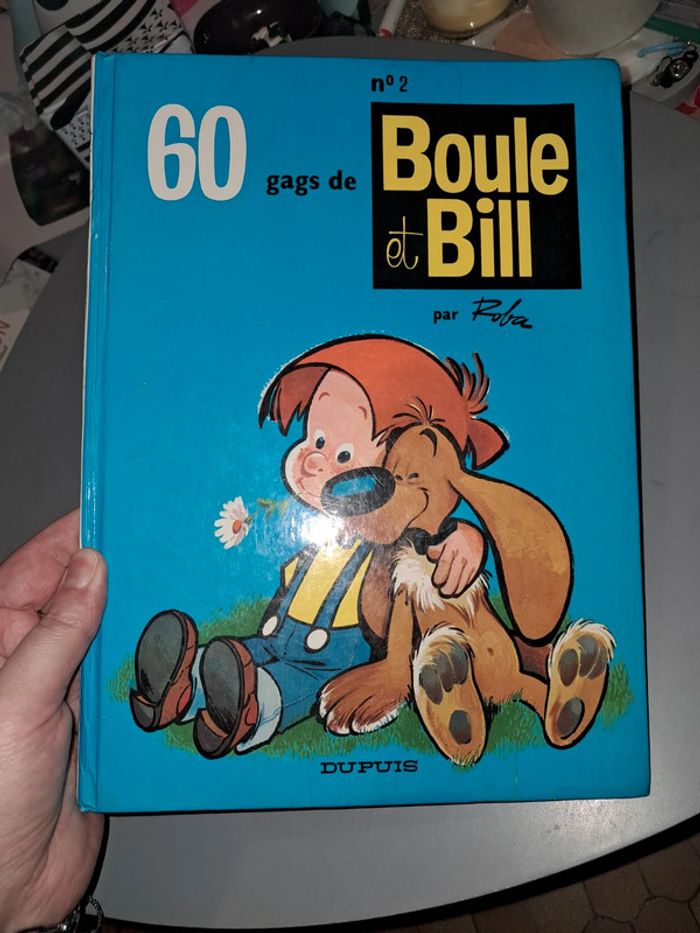 nº 2
60 gags de Boule
et Bill
par Roba
DUPUIS